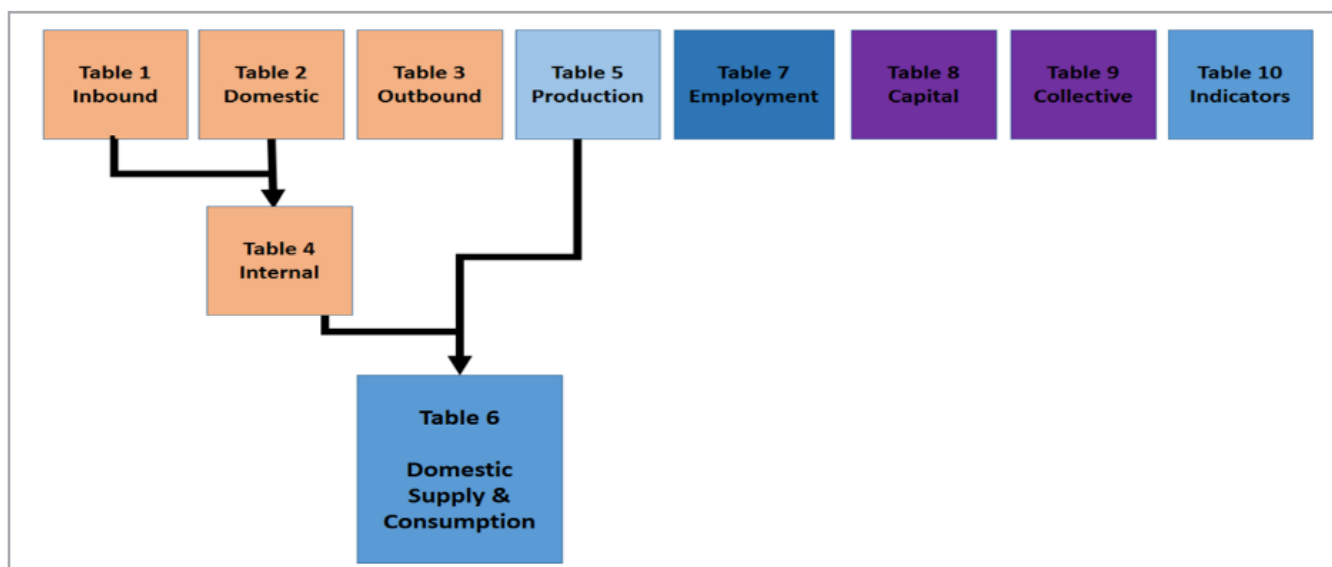 Table 1
Inbound
Table 2
Domestic
Table 3
Outbound
Table 5
Production
Table 7
Employment
Table 8
Capital
Table 9
Collective
Table 10
Indicators
Table 4
Internal
Table 6
Domestic
Supply &
Consumption